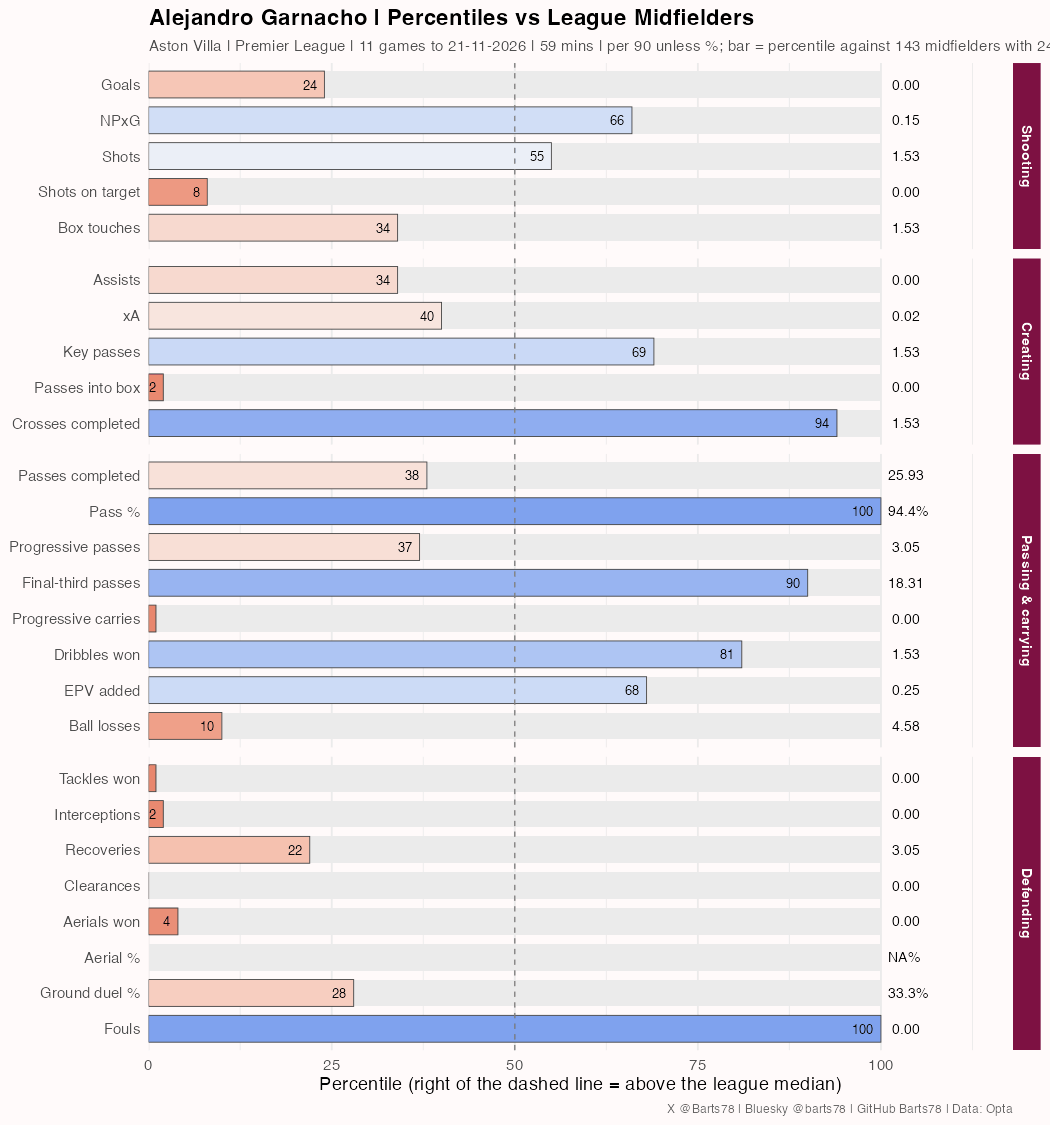 Alejandro Garnacho | Percentiles vs League Midfielders
Aston Villa | Premier League | 11 games to 21-11-2026 | 59 mins | per 90 unless %; bar = percentile against 143 midfielders with 24
Goals 24 0.00
NPxG 66 0.15
Shots 55 1.53
Shots on target 8 0.00
Box touches 34 1.53
Shooting
Assists 34 0.00
xA 40 0.02
Key passes 69 1.53
Passes into box 2 0.00
Crosses completed 94 1.53
Creating
Passes completed 38 25.93
Pass % 100 94.4%
Progressive passes 37 3.05
Final-third passes 90 18.31
Progressive carries 0.00
Dribbles won 81 1.53
EPV added 68 0.25
Ball losses 10 4.58
Passing & carrying
Tackles won 0.00
Interceptions 2 0.00
Recoveries 22 3.05
Clearances 0.00
Aerials won 4 0.00
Aerial % NA%
Ground duel % 28 33.3%
Fouls 100 0.00
Defending
0 25 50 75 100
Percentile (right of the dashed line = above the league median)
X @Barts78 | Bluesky @barts78 | GitHub Barts78 | Data: Opta